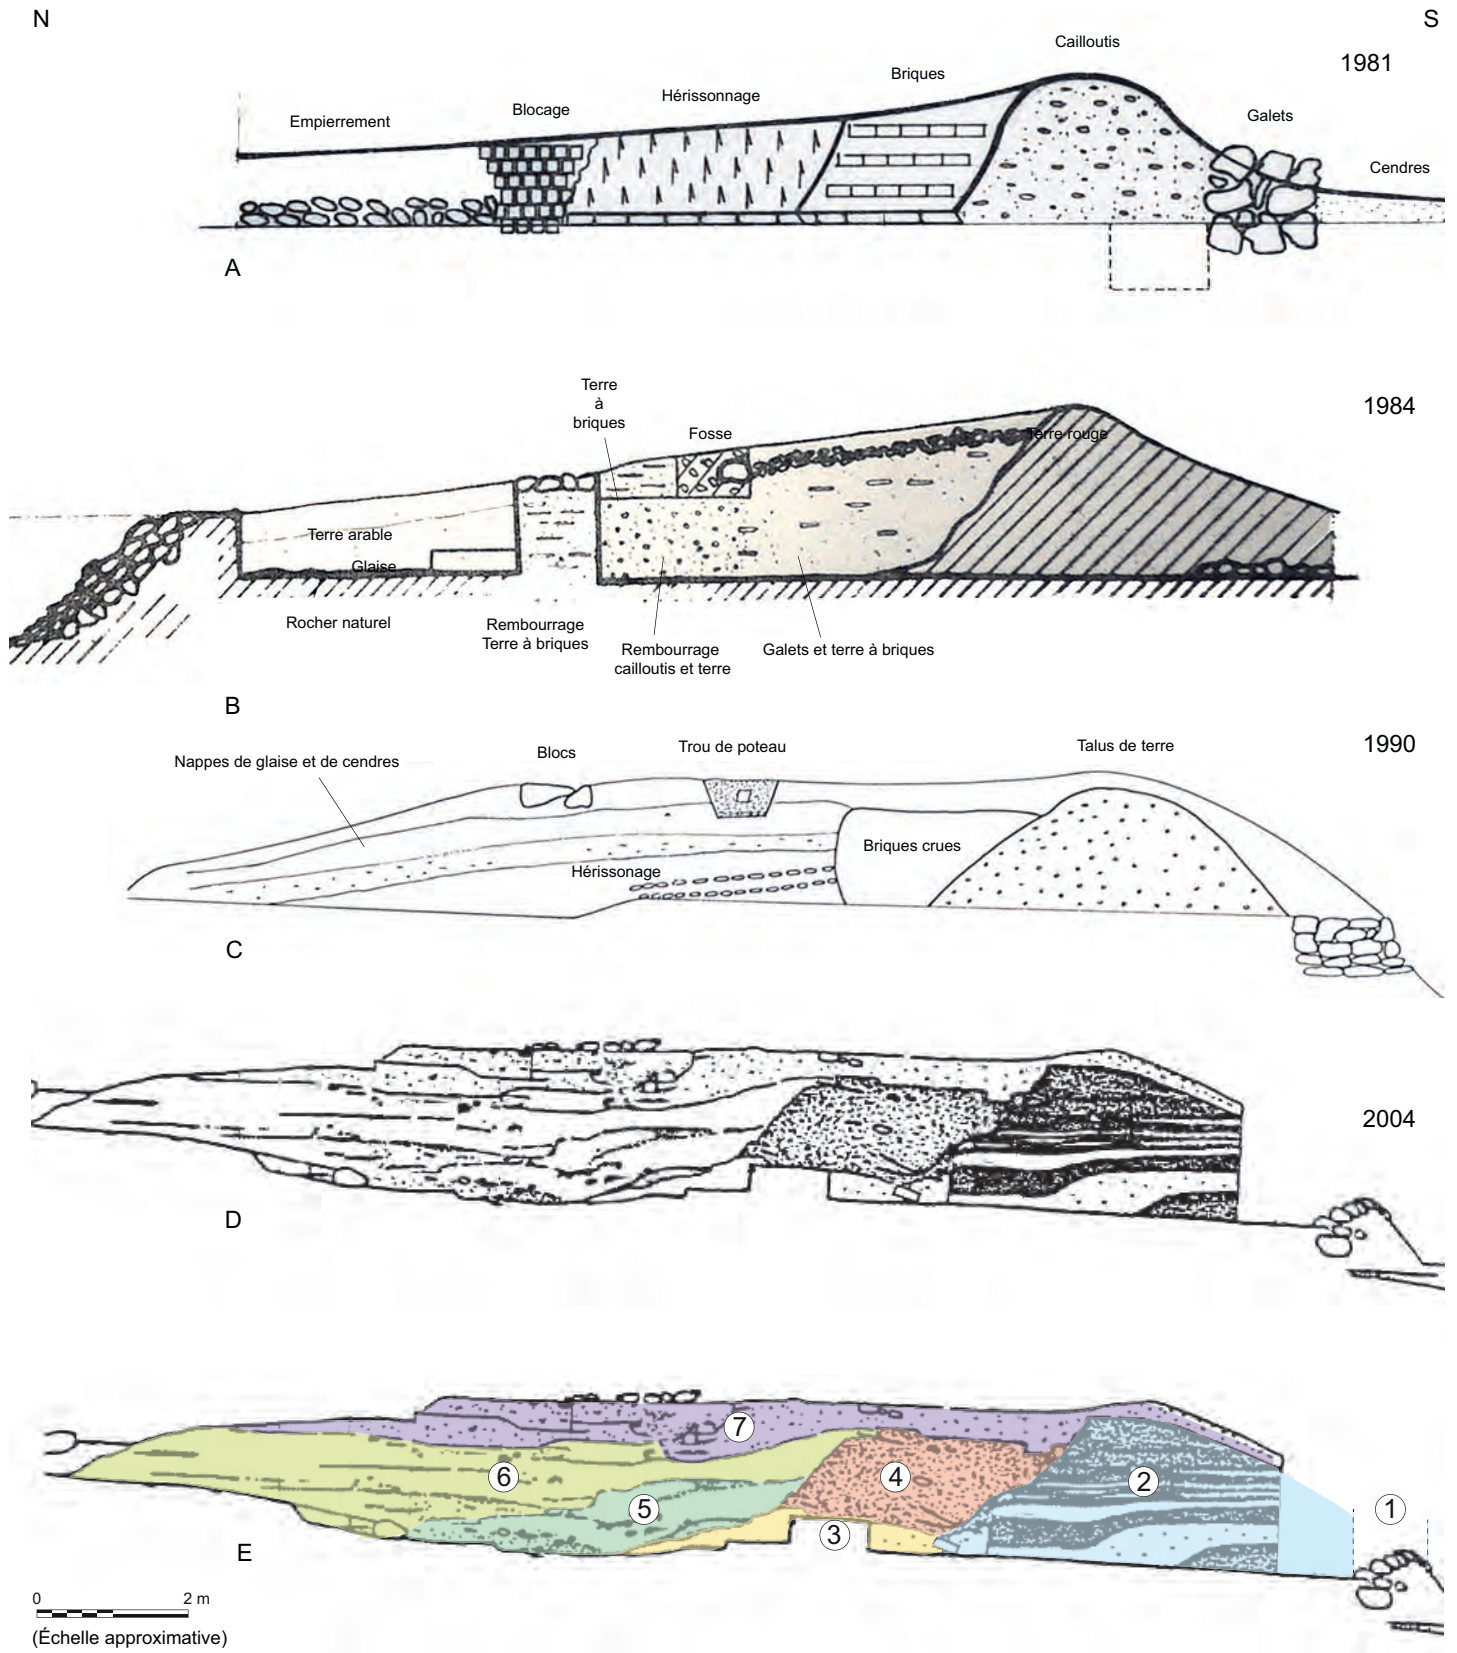 N
S
1981
Cailloutis
Briques
Hérissonnage
Blocage
Empierrement
Galets
Cendres
A
1984
Terre
à
briques
Fosse
Terre rouge
Terre arable
Glaise
Rocher naturel
Rembourrage
Terre à briques
Rembourrage
cailloutis et terre
Galets et terre à briques
B
1990
Nappes de glaise et de cendres
Blocs
Trou de poteau
Talus de terre
Briques crues
Hérissonage
C
2004
D
7
6
5
4
3
2
1
E
0 2 m
(Échelle approximative)